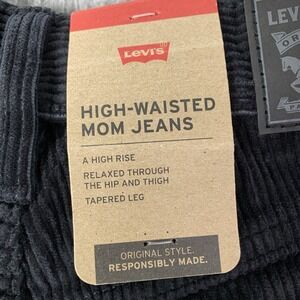 Levi's
LEV
HIGH-WAISTED
MOM JEANS
A HIGH RISE
RELAXED THROUGH
THE HIP AND THIGH
TAPERED LEG
ORIGINAL STYLE.
RESPONSIBLY MADE.